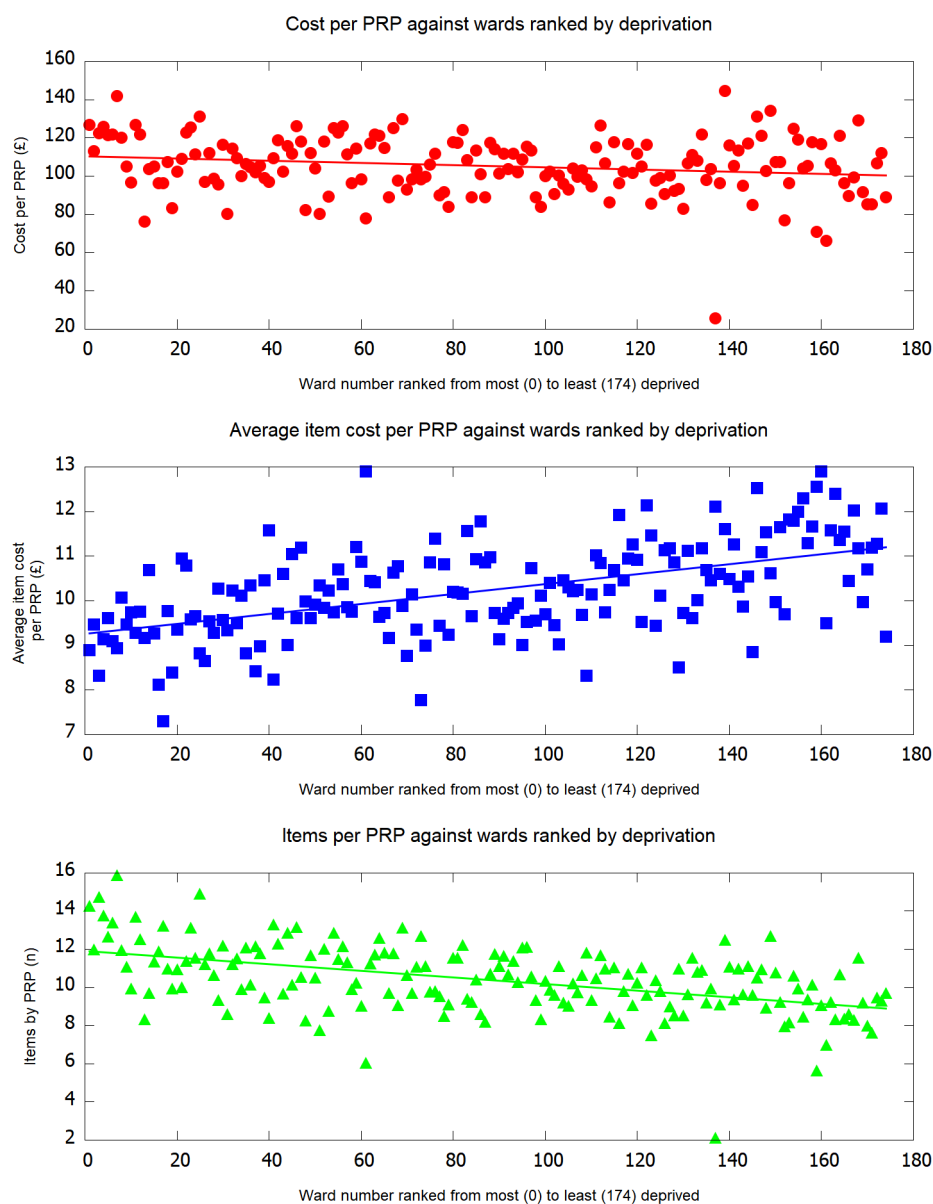 Cost per PRP against wards ranked by deprivation
160
140
120
100
80
60
40
20
Cost per PRP (£)
0 20 40 60 80 100 120 140 160 180
Ward number ranked from most (0) to least (174) deprived
Average item cost per PRP against wards ranked by deprivation
13
12
11
10
9
8
7
Average item cost
per PRP (£)
0 20 40 60 80 100 120 140 160 180
Ward number ranked from most (0) to least (174) deprived
Items per PRP against wards ranked by deprivation
16
14
12
10
8
6
4
2
Items by PRP (n)
0 20 40 60 80 100 120 140 160 180
Ward number ranked from most (0) to least (174) deprived